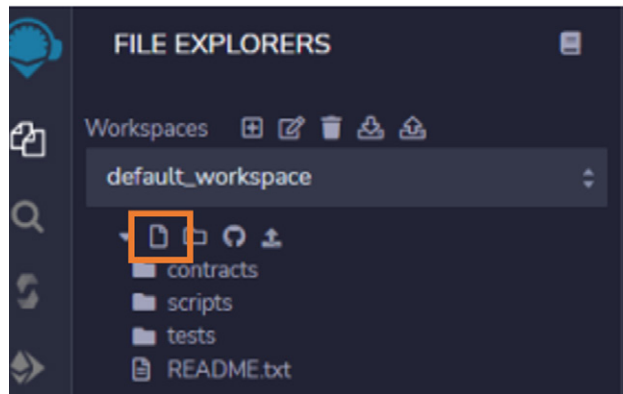 FILE EXPLORERS
Workspaces
default_workspace
contracts
scripts
tests
README.txt